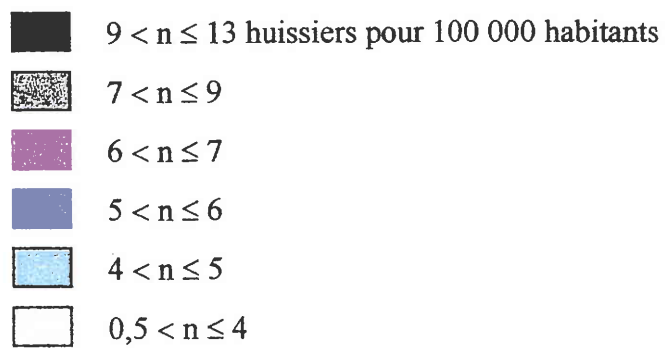 9 < n ≤ 13 huissiers pour 100 000 habitants
7 < n ≤ 9
6 < n ≤ 7
5 < n ≤ 6
4 < n ≤ 5
0,5 < n ≤ 4